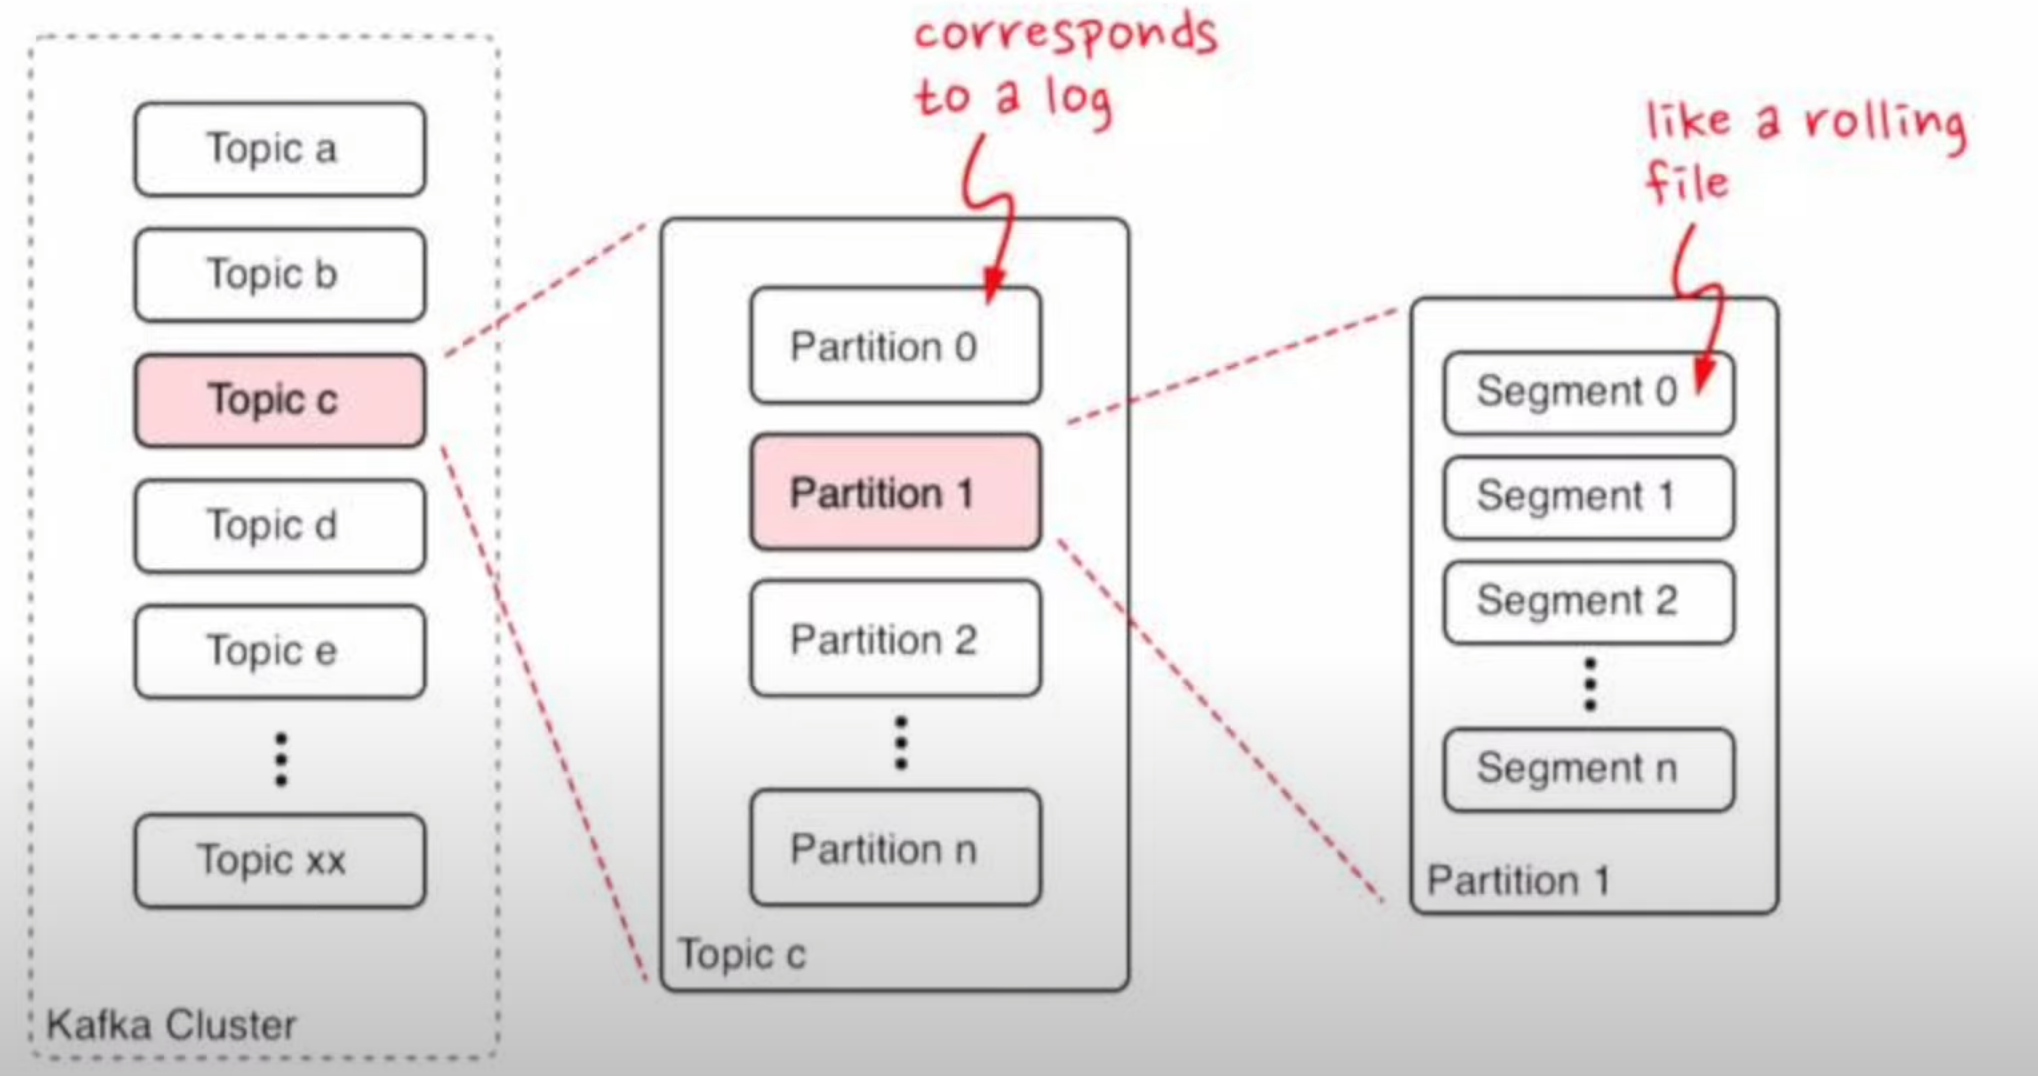 corresponds
to a log
like a rolling
file
Topic a
Topic b
Topic c
Topic d
Topic e
Topic xx
Kafka Cluster
Partition 0
Partition 1
Partition 2
Partition n
Topic c
Segment 0
Segment 1
Segment 2
Segment n
Partition 1